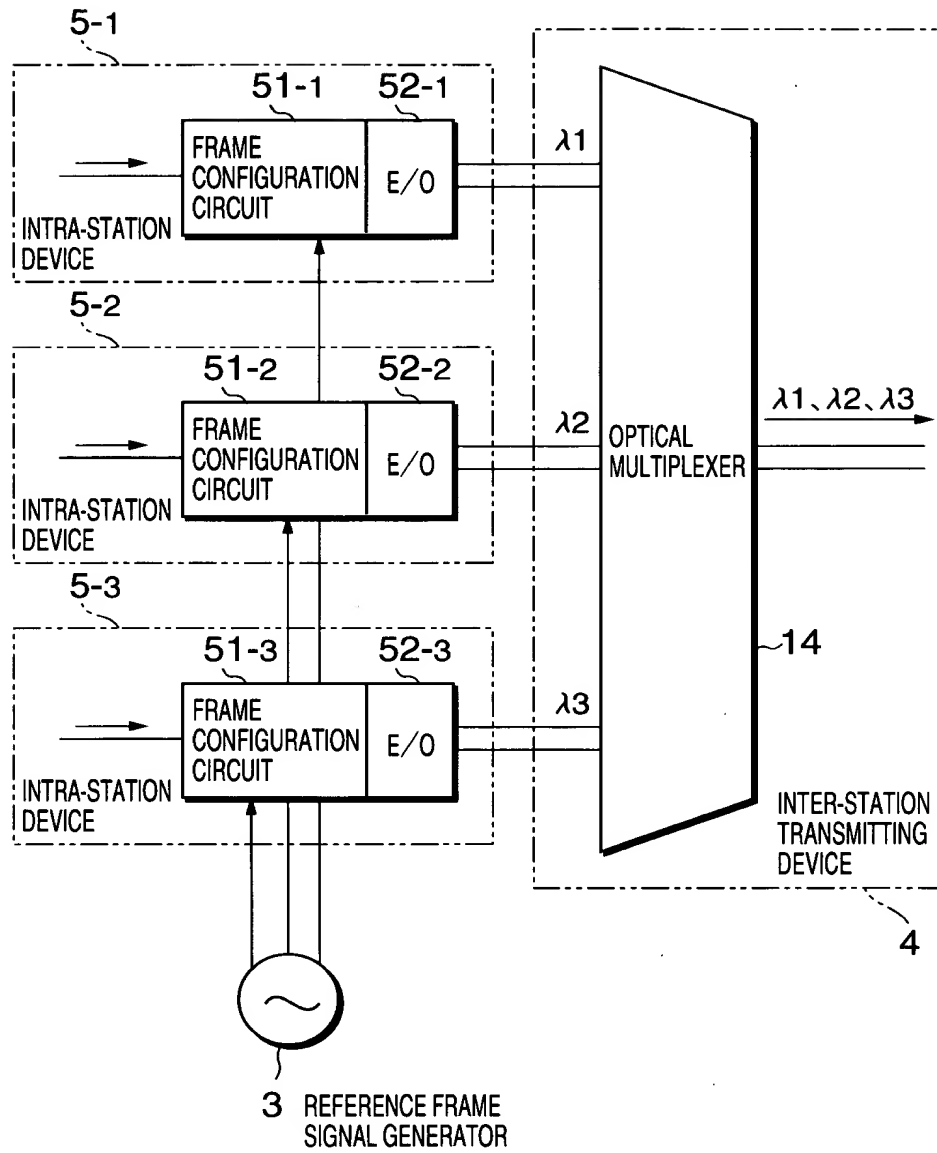 5-1
51-1
52-1
FRAME
CONFIGURATION
CIRCUIT
E/O
λ1
INTRA-STATION
DEVICE
5-2
51-2
52-2
FRAME
CONFIGURATION
CIRCUIT
E/O
λ2
OPTICAL
MULTIPLEXER
λ1、λ2、λ3
INTRA-STATION
DEVICE
5-3
51-3
52-3
FRAME
CONFIGURATION
CIRCUIT
E/O
λ3
14
INTRA-STATION
DEVICE
INTER-STATION
TRANSMITTING
DEVICE
4
3 REFERENCE FRAME
SIGNAL GENERATOR